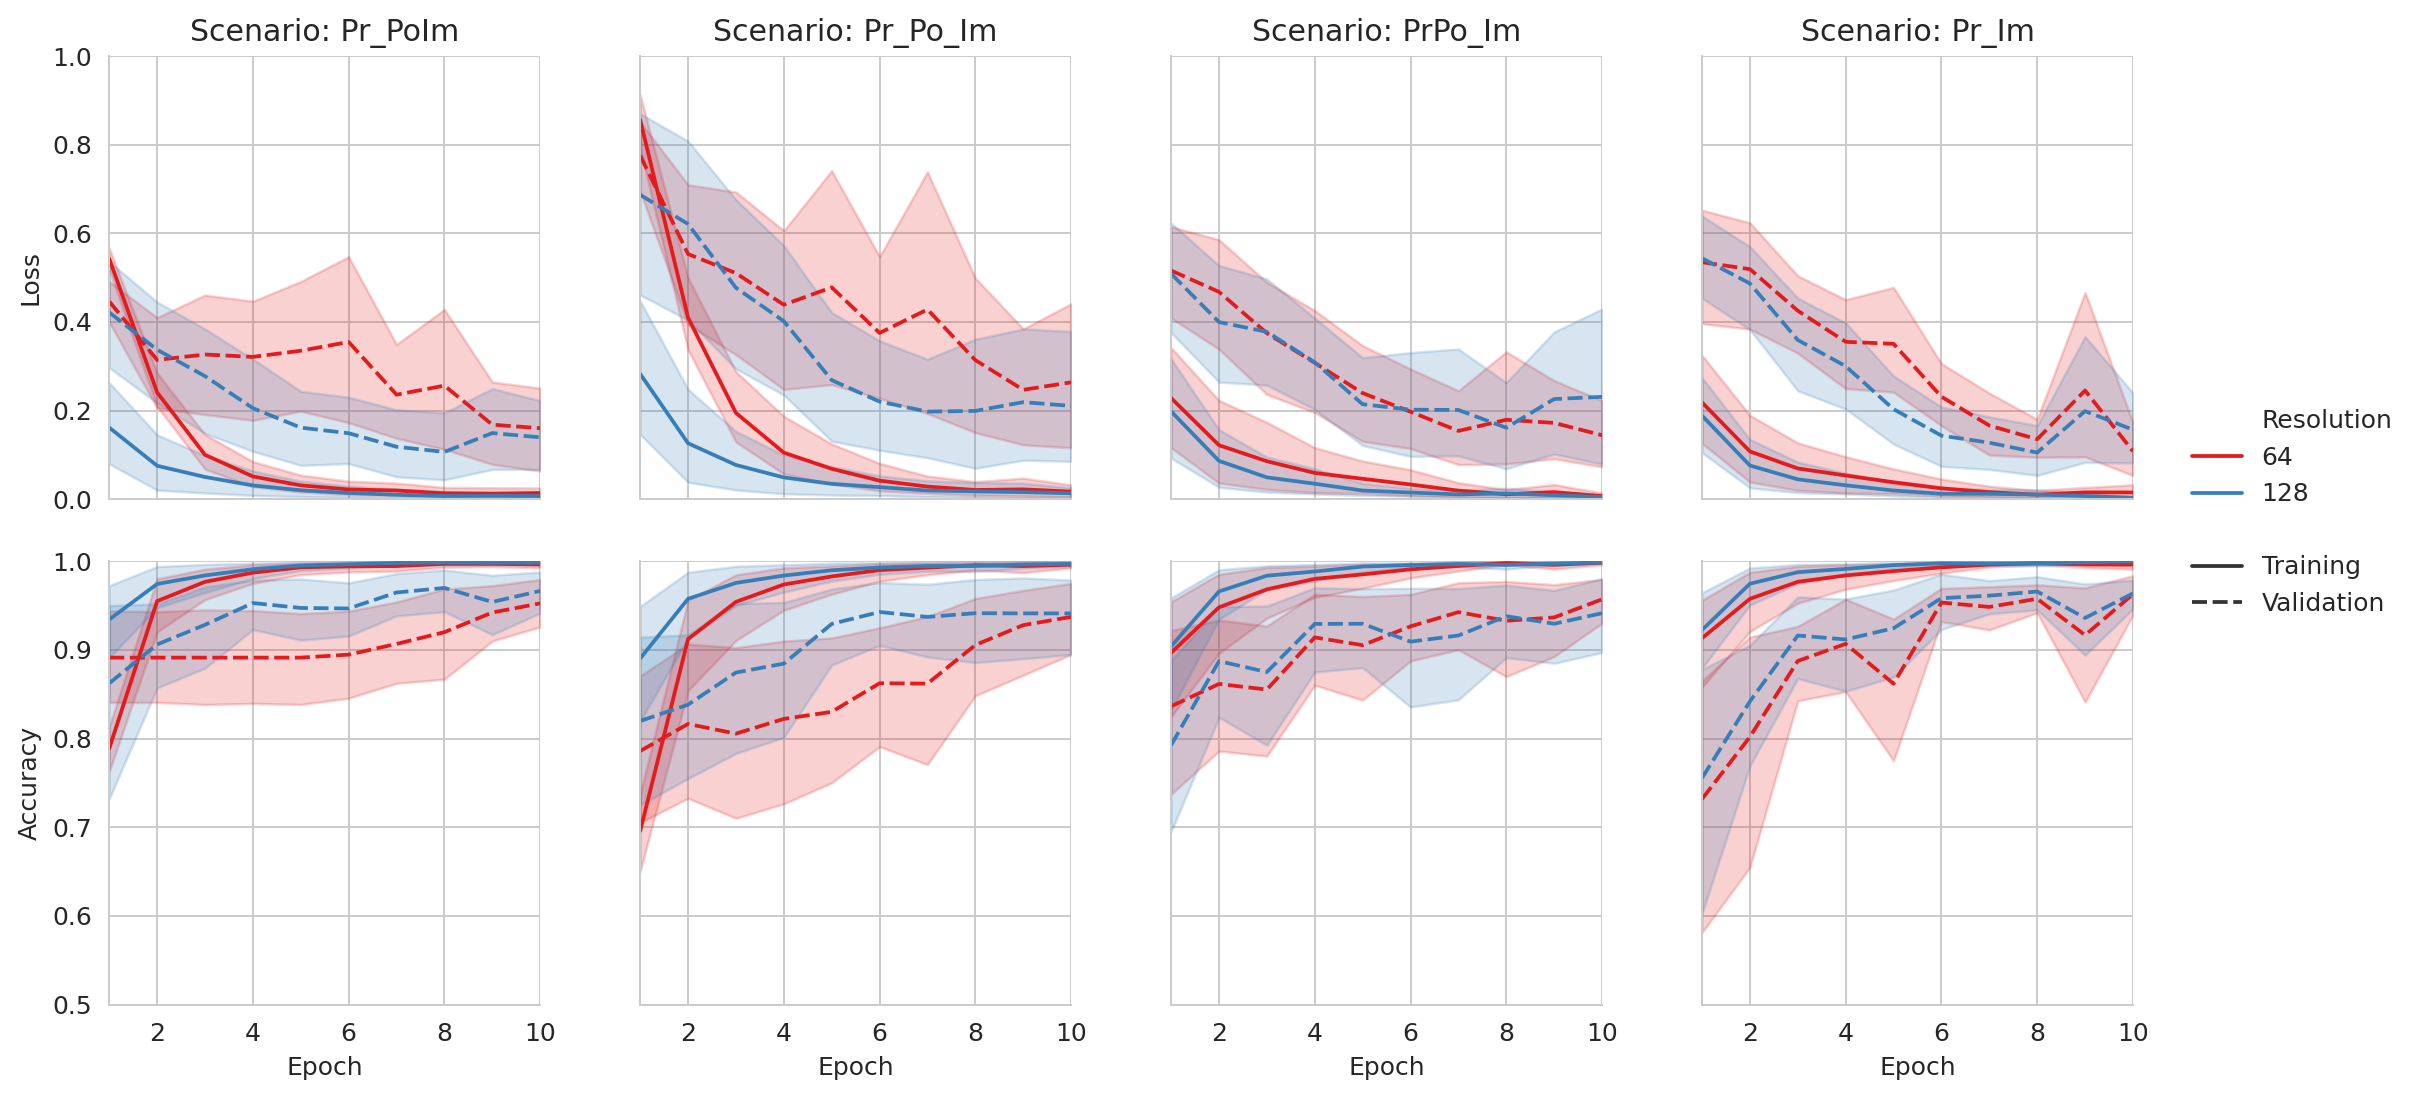 Scenario: Pr_PoIm
Scenario: Pr_Po_Im
Scenario: PrPo_Im
Scenario: Pr_Im
1.0
0.8
0.6
0.4
0.2
0.0
Loss
Resolution
64
128
Training
Validation
1.0
0.9
0.8
0.7
0.6
0.5
Accuracy
2 4 6 8 10
2 4 6 8 10
2 4 6 8 10
2 4 6 8 10
Epoch
Epoch
Epoch
Epoch